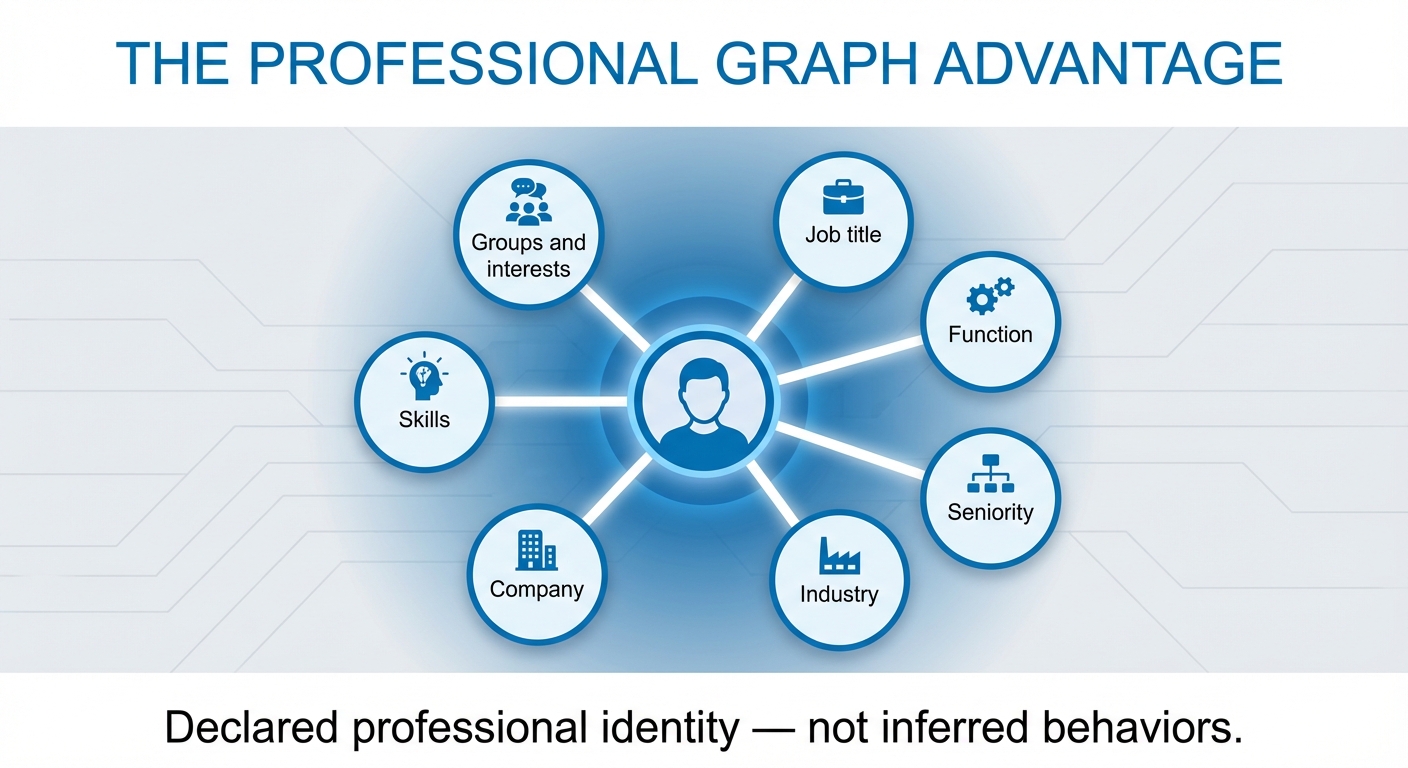 THE PROFESSIONAL GRAPH ADVANTAGE
Groups and
interests
Job title
Function
Skills
Seniority
Company
Industry
Declared professional identity — not inferred behaviors.